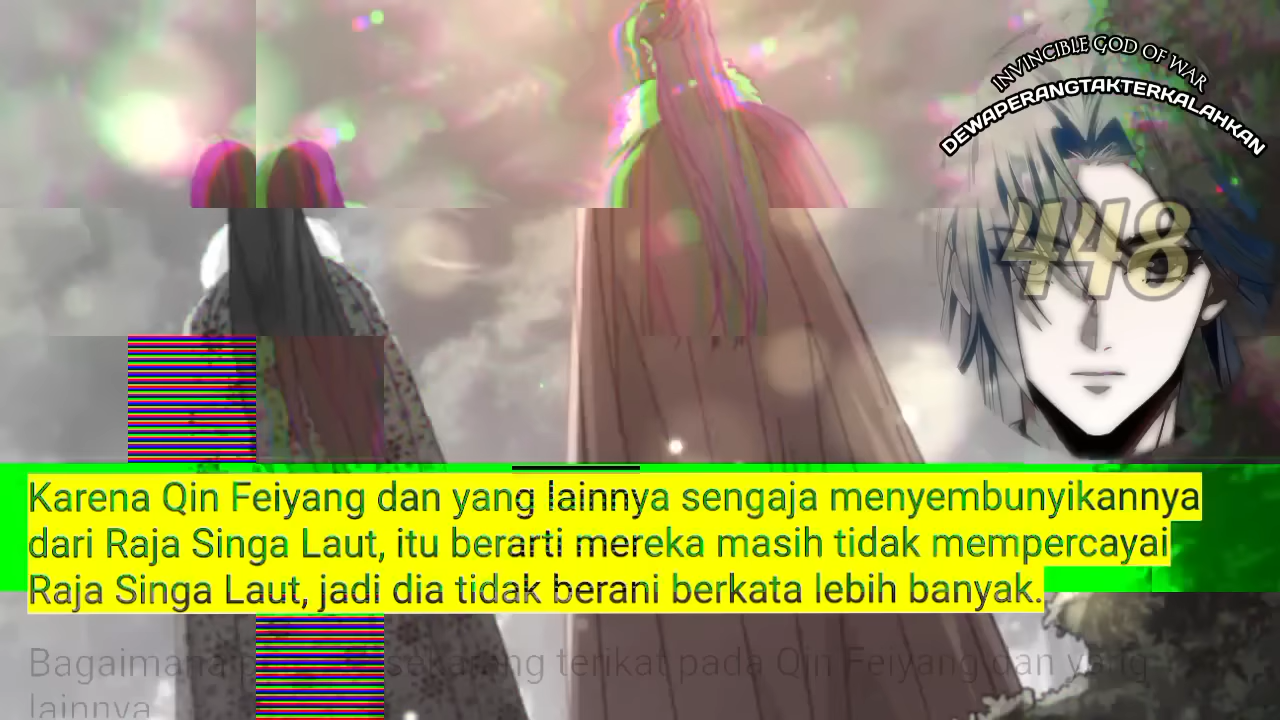 INVINCIBLE GOD OF WAR
DEWAPERANGTAKTERKALAHKAN
448
Karena Qin Feiyang dan yang lainnya sengaja menyembunyikannya
dari Raja Singa Laut, itu berarti mereka masih tidak mempercayai
Raja Singa Laut, jadi dia tidak berani berkata lebih banyak.
Bagaimana sekarang terikat pada Qin Feiyang dan yang
lainnya